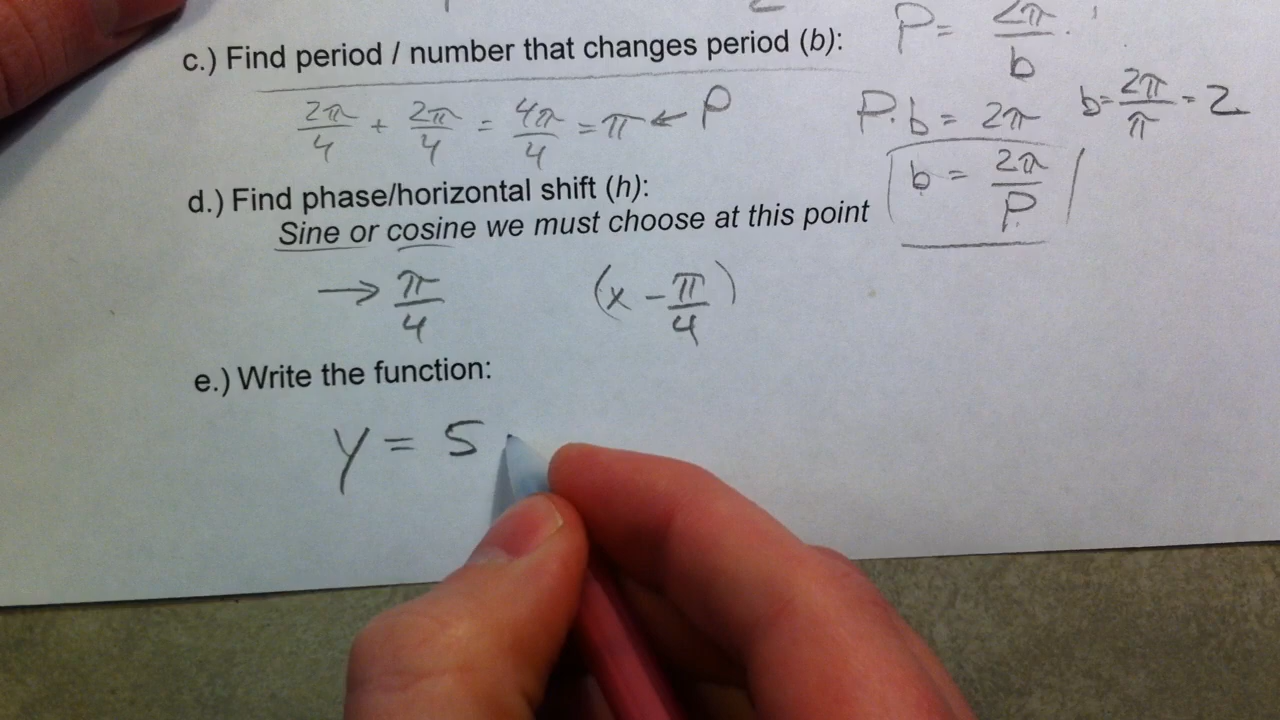 c.) Find period / number that changes period (b):
P = 2π/b
2π/4 + 2π/4 = 4π/4 = π ← P
P·b = 2π
b = 2π/π = 2
b = 2π/P
d.) Find phase/horizontal shift (h):
Sine or cosine we must choose at this point
→ π/4
(x - π/4)
e.) Write the function:
y = 5